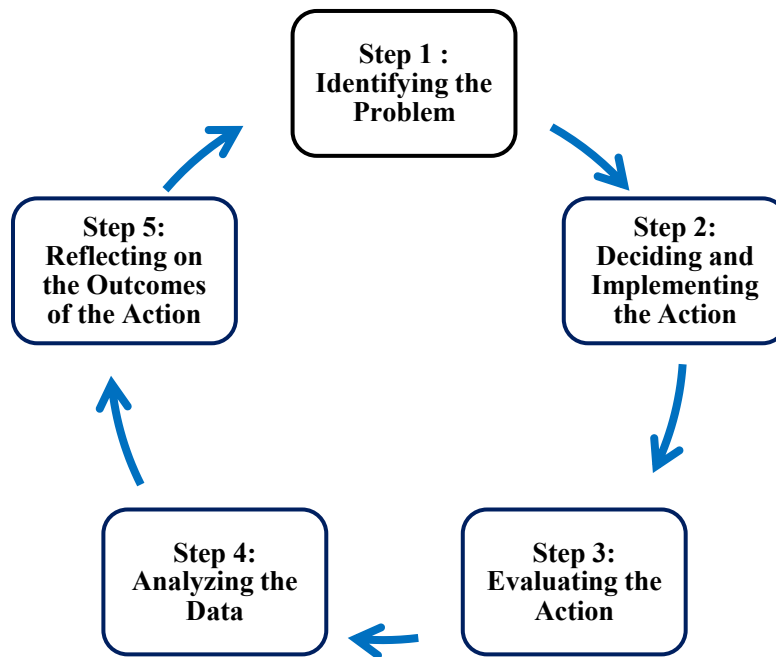 Step 1 :
Identifying the
Problem
Step 2:
Deciding and
Implementing
the Action
Step 3:
Evaluating the
Action
Step 4:
Analyzing the
Data
Step 5:
Reflecting on
the Outcomes
of the Action